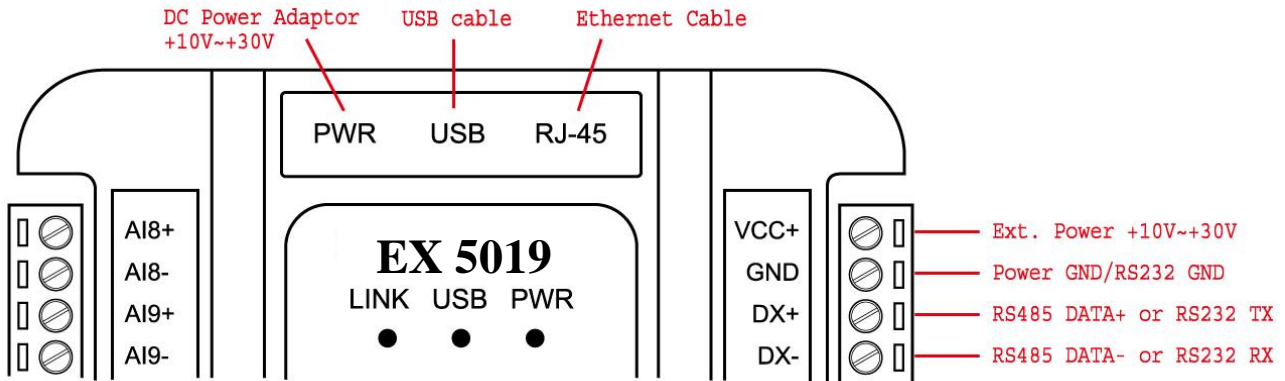 DC Power Adaptor
+10V~+30V
USB cable
Ethernet Cable
PWR USB RJ-45
AI8+
AI8-
AI9+
AI9-
EX 5019
LINK USB PWR
VCC+
GND
DX+
DX-
Ext. Power +10V~+30V
Power GND/RS232 GND
RS485 DATA+ or RS232 TX
RS485 DATA- or RS232 RX